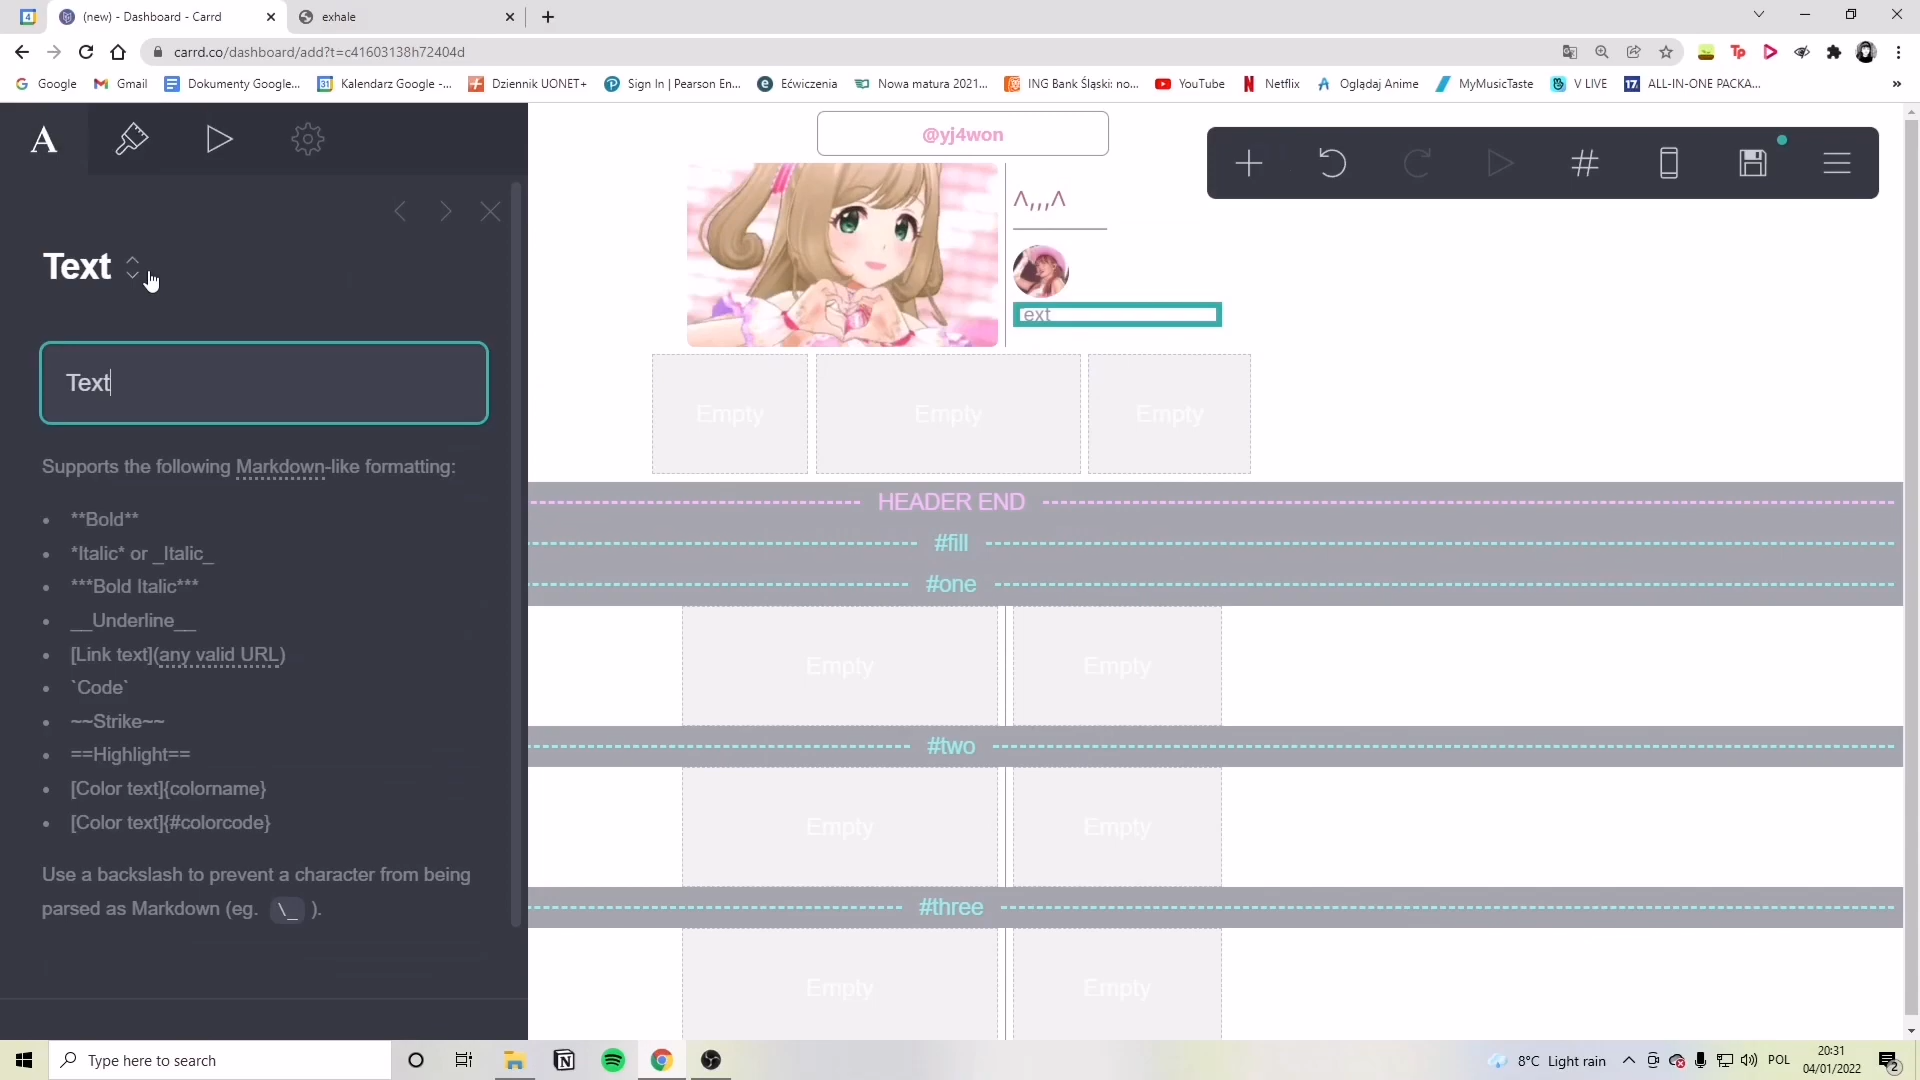 (new) - Dashboard - Carrd
exhale
carrd.co/dashboard/add?t=c41603138h72404d
Google
Gmail
Dokumenty Google...
Kalendarz Google -...
Dziennik UONET+
Sign In | Pearson En...
Ećwiczenia
Nowa matura 2021...
ING Bank Śląski: no...
YouTube
Netflix
Oglądaj Anime
MyMusicTaste
V LIVE
ALL-IN-ONE PACKA...
»
A
#
Text
Text
Supports the following Markdown-like formatting:
• **Bold**
• *Italic* or _Italic_
• ***Bold Italic***
• __Underline__
• [Link text](any valid URL)
• `Code`
• ~~Strike~~
• ==Highlight==
• [Color text]{colorname}
• [Color text]{#colorcode}
Use a backslash to prevent a character from being
parsed as Markdown (eg. \_ ).
@yj4won
^,,,^
ext
Empty Empty Empty
HEADER END
#fill
#one
Empty Empty
#two
Empty Empty
#three
Empty Empty
Type here to search
8°C Light rain
POL
20:31
04/01/2022
2